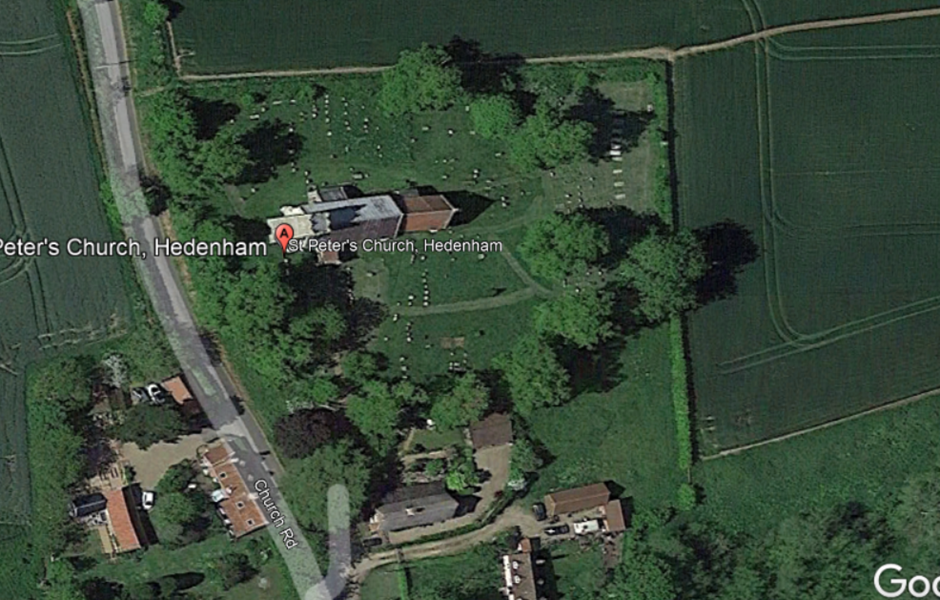 Peter's Church, Hedenham
A
St Peter's Church, Hedenham
Church Rd
Goo